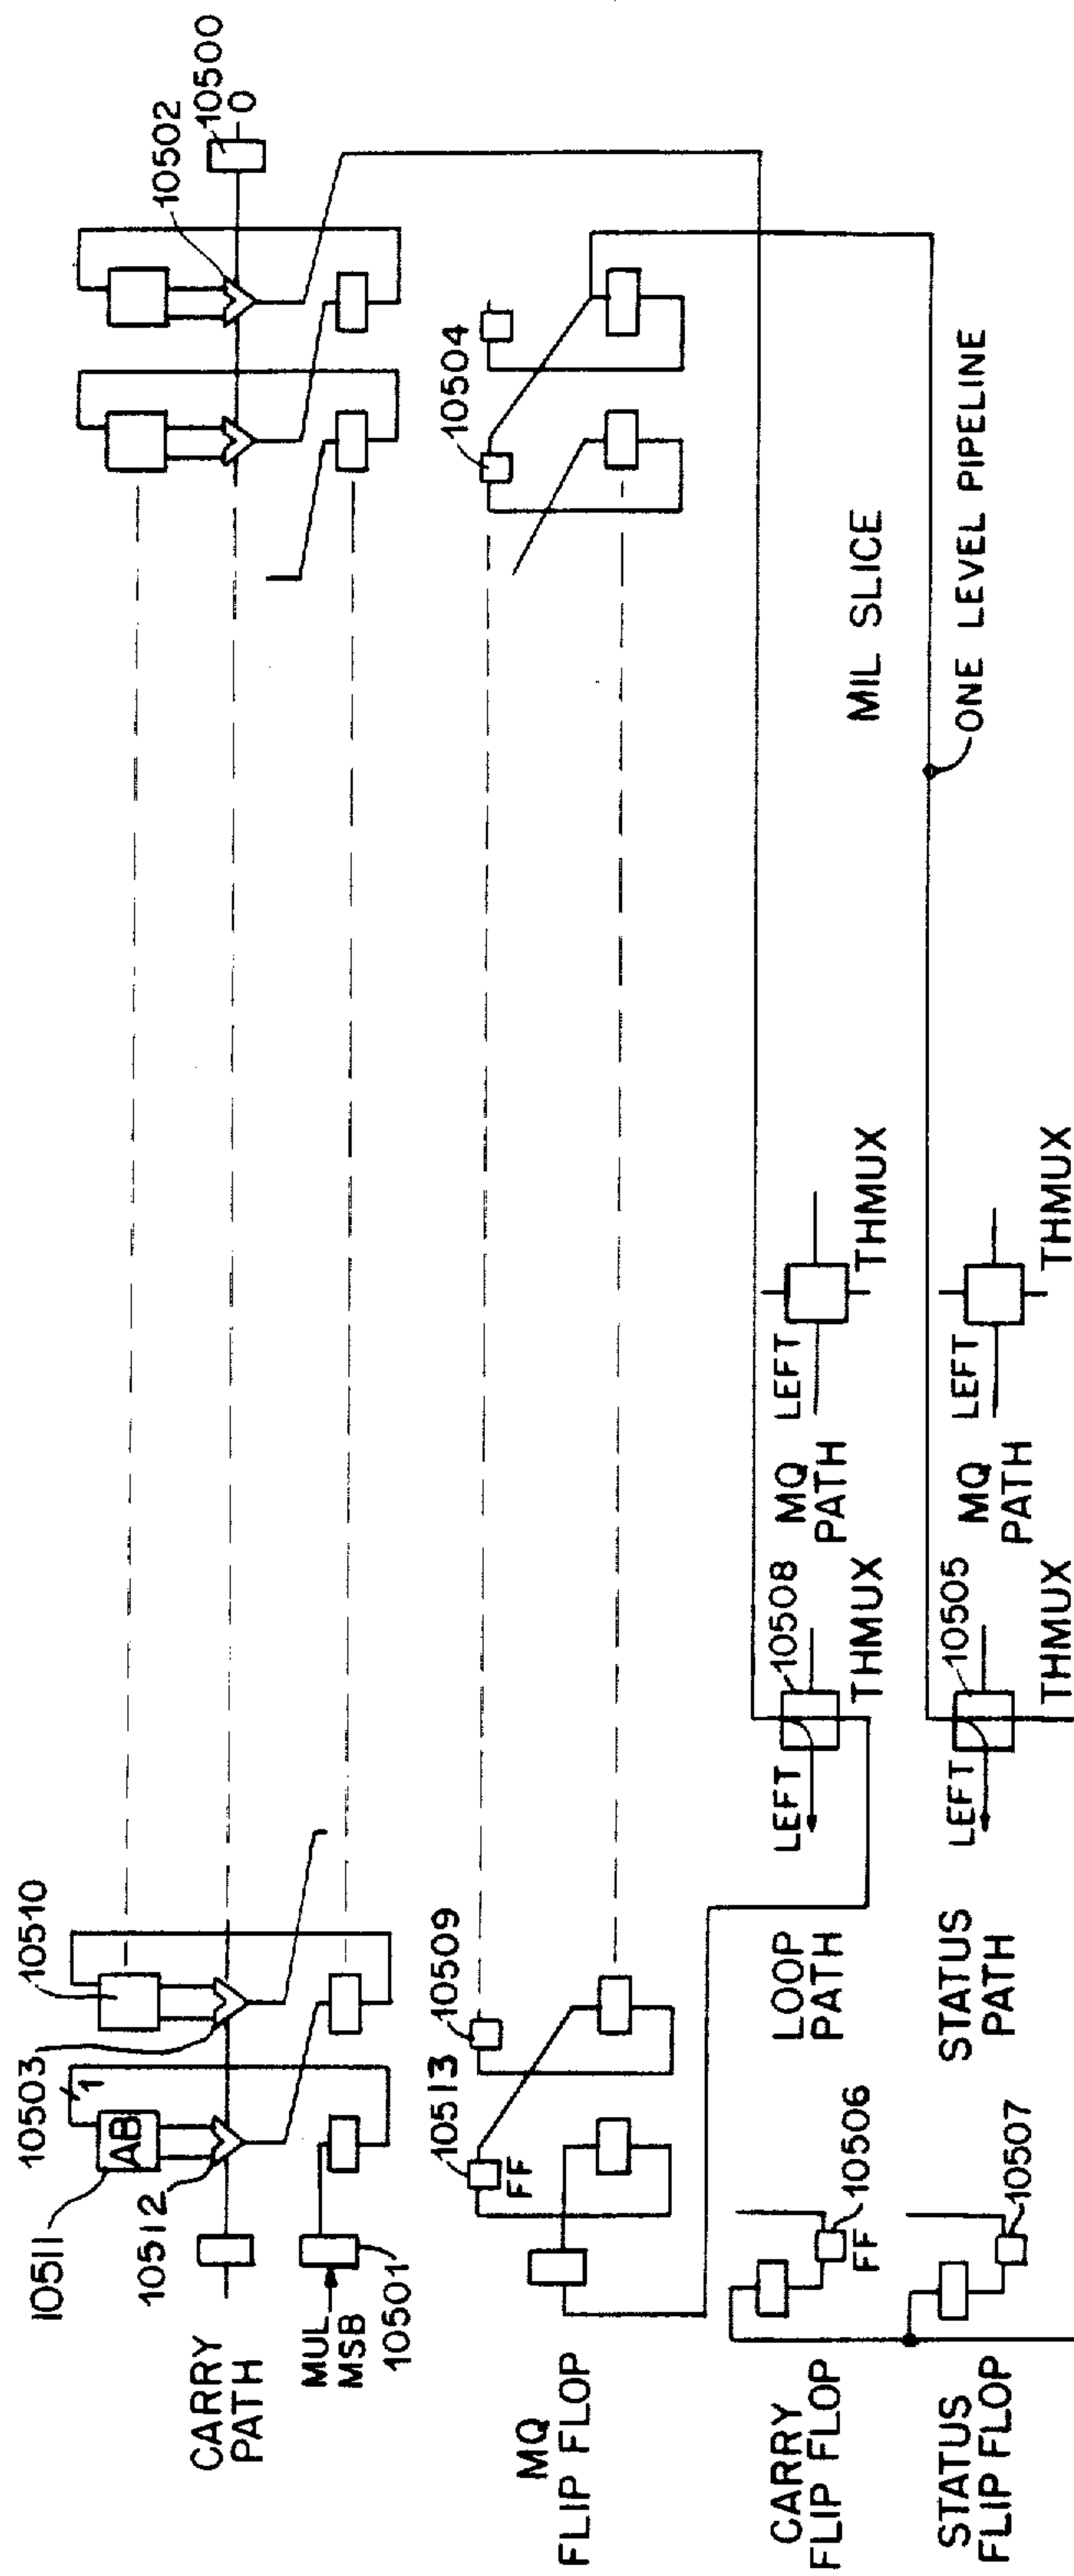 10511
10512
10503
10510
1
AB
CARRY
PATH
MUL
MSB
10501
10502
10500
0
MQ
FLIP FLOP
10513
10509
FF
10504
CARRY
FLIP FLOP
FF
10506
LOOP
PATH
LEFT
10508
THMUX
MQ
PATH
LEFT
THMUX
MIL SLICE
STATUS
FLIP FLOP
10507
STATUS
PATH
LEFT
10505
THMUX
MQ
PATH
LEFT
THMUX
ONE LEVEL PIPELINE